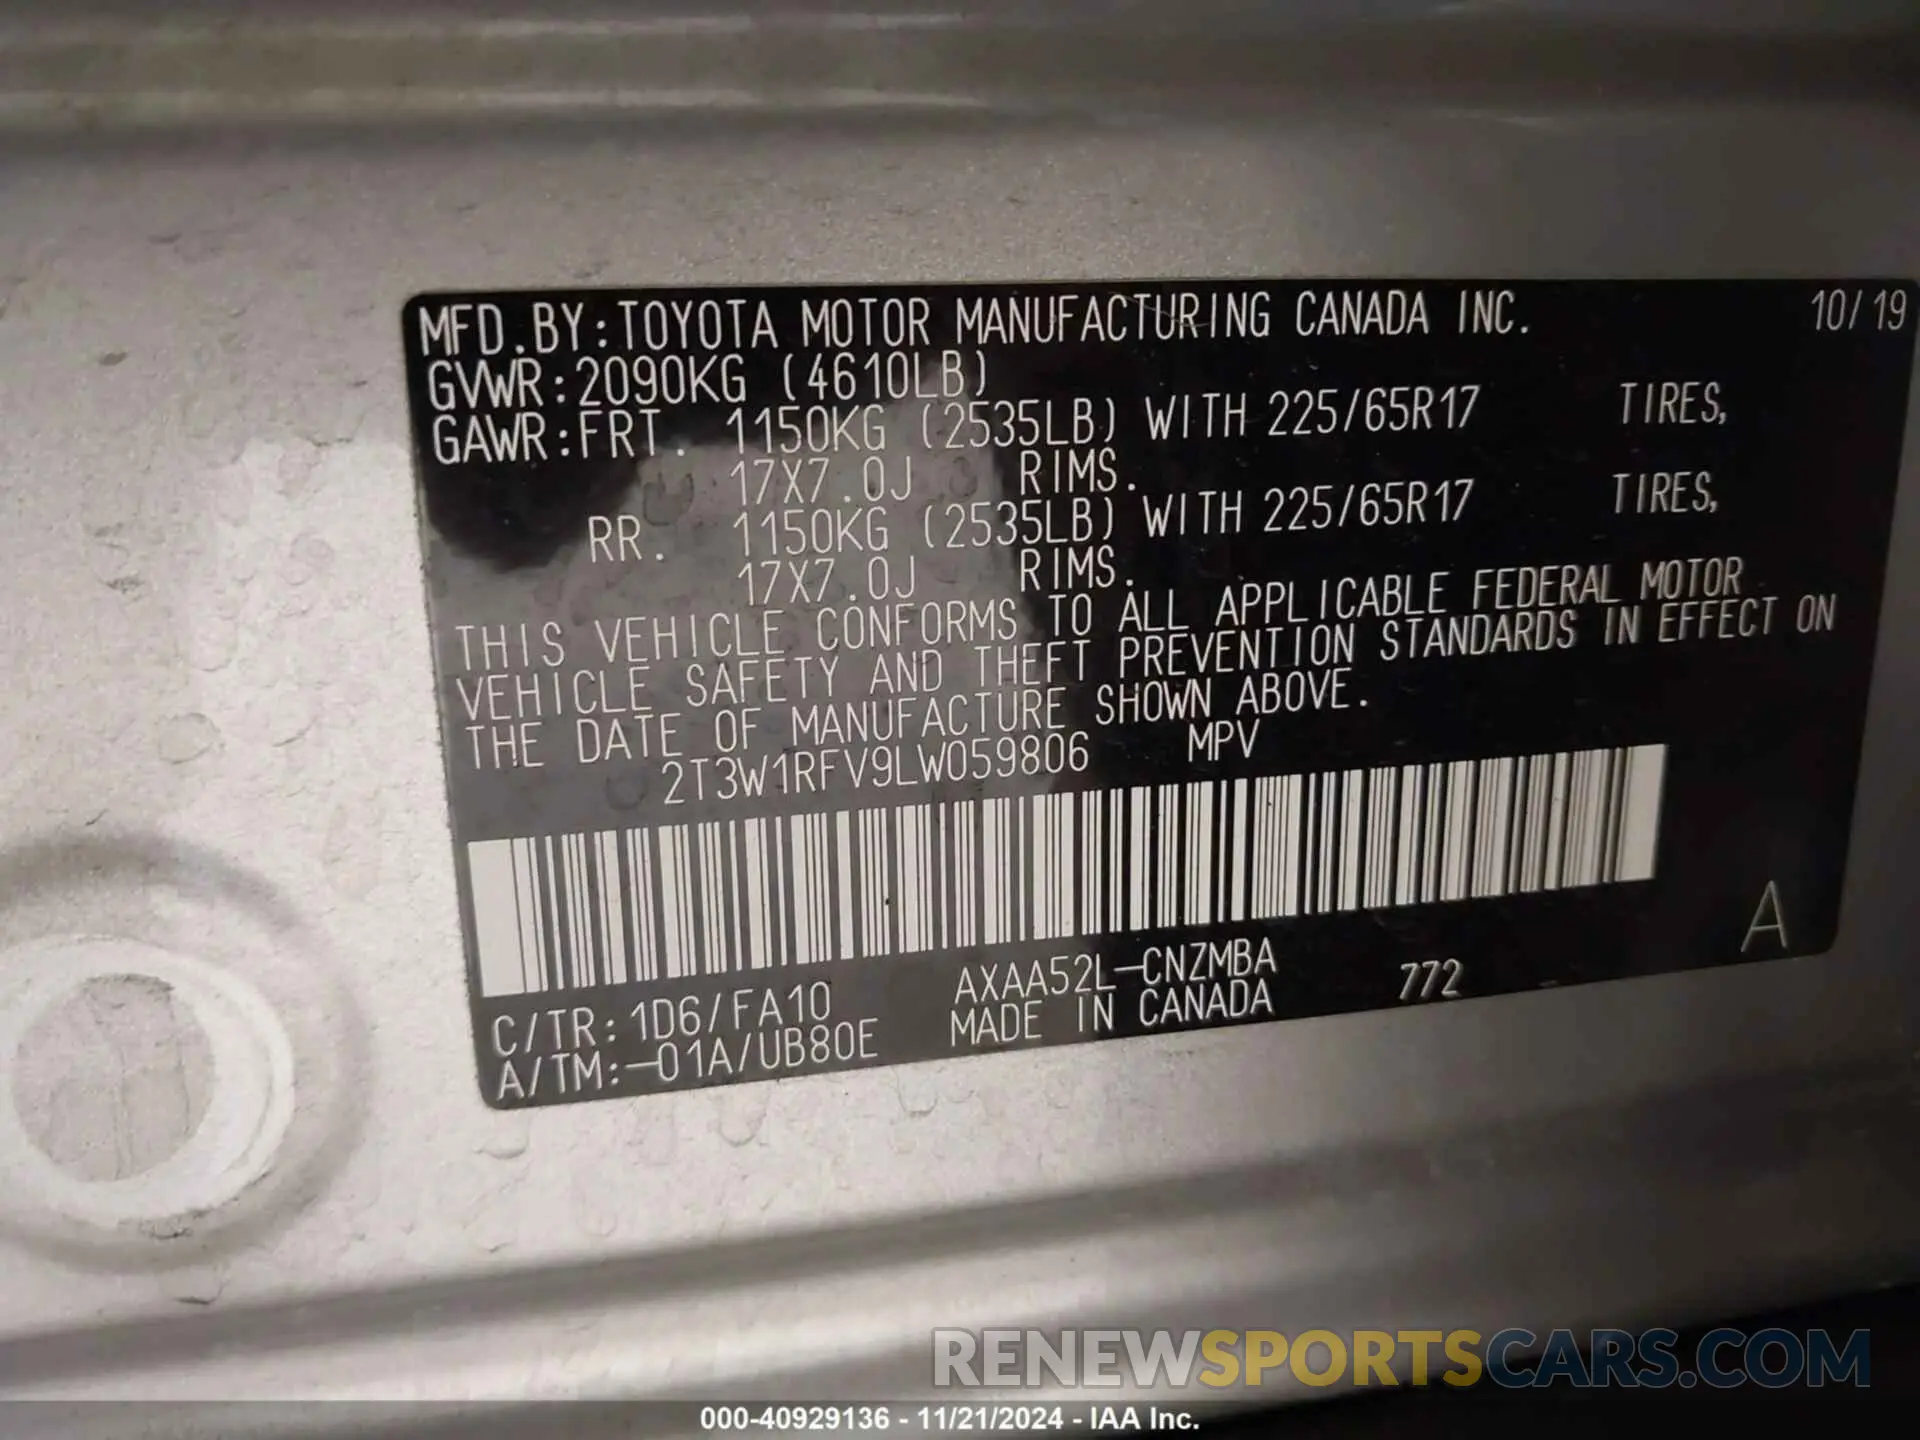 MFD.BY:TOYOTA MOTOR MANUFACTURING CANADA INC. 10/19
GVWR:2090KG (4610LB)
GAWR:FRT. 1150KG (2535LB) WITH 225/65R17 TIRES,
17X7.0J RIMS.
RR. 1150KG (2535LB) WITH 225/65R17 TIRES,
17X7.0J RIMS.
THIS VEHICLE CONFORMS TO ALL APPLICABLE FEDERAL MOTOR
VEHICLE SAFETY AND THEFT PREVENTION STANDARDS IN EFFECT ON
THE DATE OF MANUFACTURE SHOWN ABOVE.
2T3W1RFV9LW059806 MPV
A
C/TR:1D6/FA10 AXAA52L-CNZMBA 772
A/TM:-01A/UB80E MADE IN CANADA
RENEWSPORTSCARS.COM
000-40929136 - 11/21/2024 - IAA Inc.